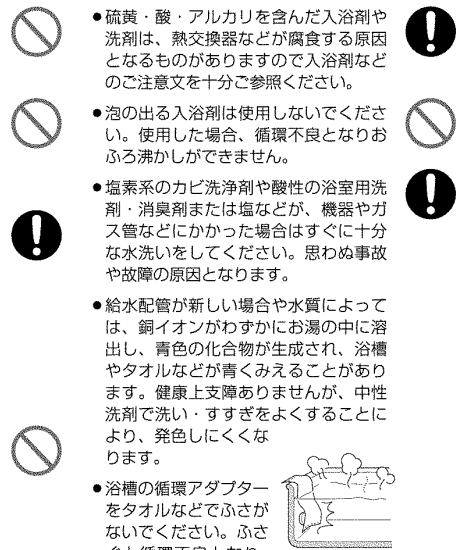 ●硫黄・酸・アルカリを含んだ入浴剤や
洗剤は、熱交換器などが腐食する原因
となるものがありますので入浴剤など
のご注意文を十分ご参照ください。
●泡の出る入浴剤は使用しないでくださ
い。使用した場合、循環不良となりお
ふろ沸かしができません。
●塩素系のカビ洗浄剤や酸性の浴室用洗
剤・消臭剤または塩などが、機器やガ
ス管などにかかった場合はすぐに十分
な水洗いをしてください。思わぬ事故
や故障の原因となります。
●給水配管が新しい場合や水質によって
は、銅イオンがわずかにお湯の中に溶
出し、青色の化合物が生成され、浴槽
やタオルなどが青くみえることがあり
ます。健康上支障ありませんが、中性
洗剤で洗い・すすぎをよくすることに
より、発色しにくくな
ります。
●浴槽の循環アダプター
をタオルなどでふさが
ないでください。ふさ
ぐと循環不良となり